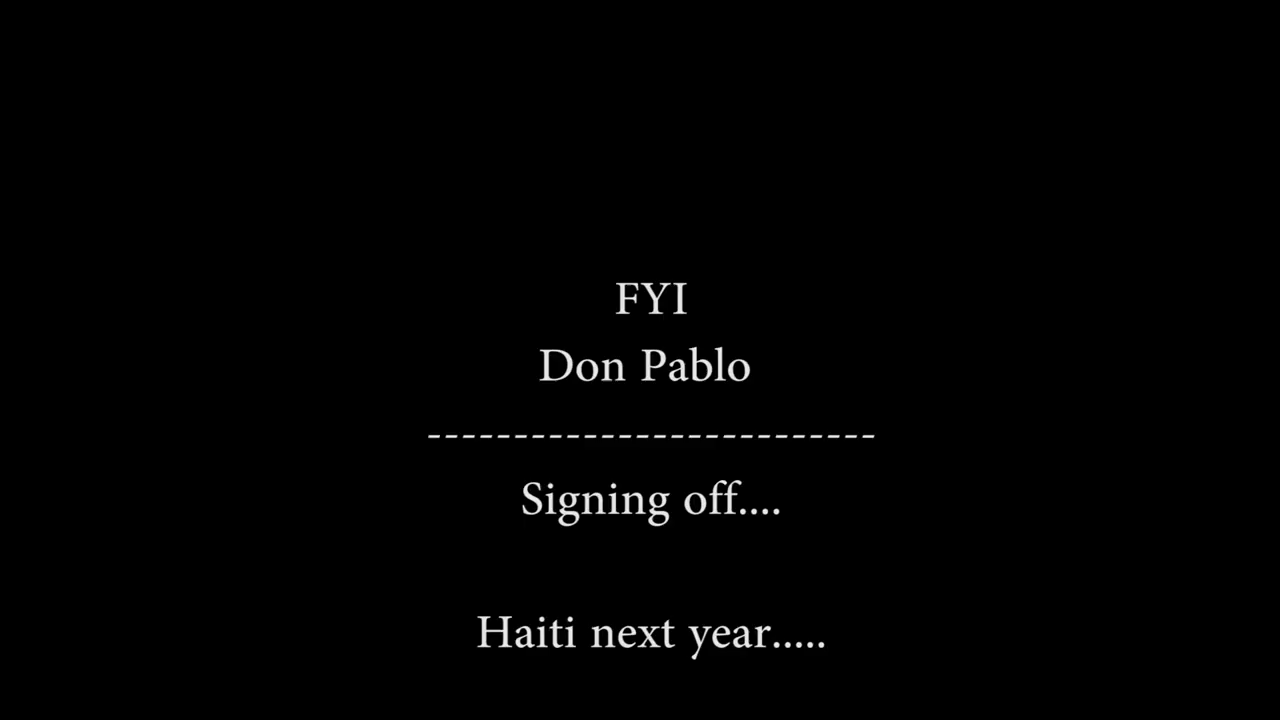 FYI
Don Pablo
--------------------------
Signing off....
Haiti next year.....